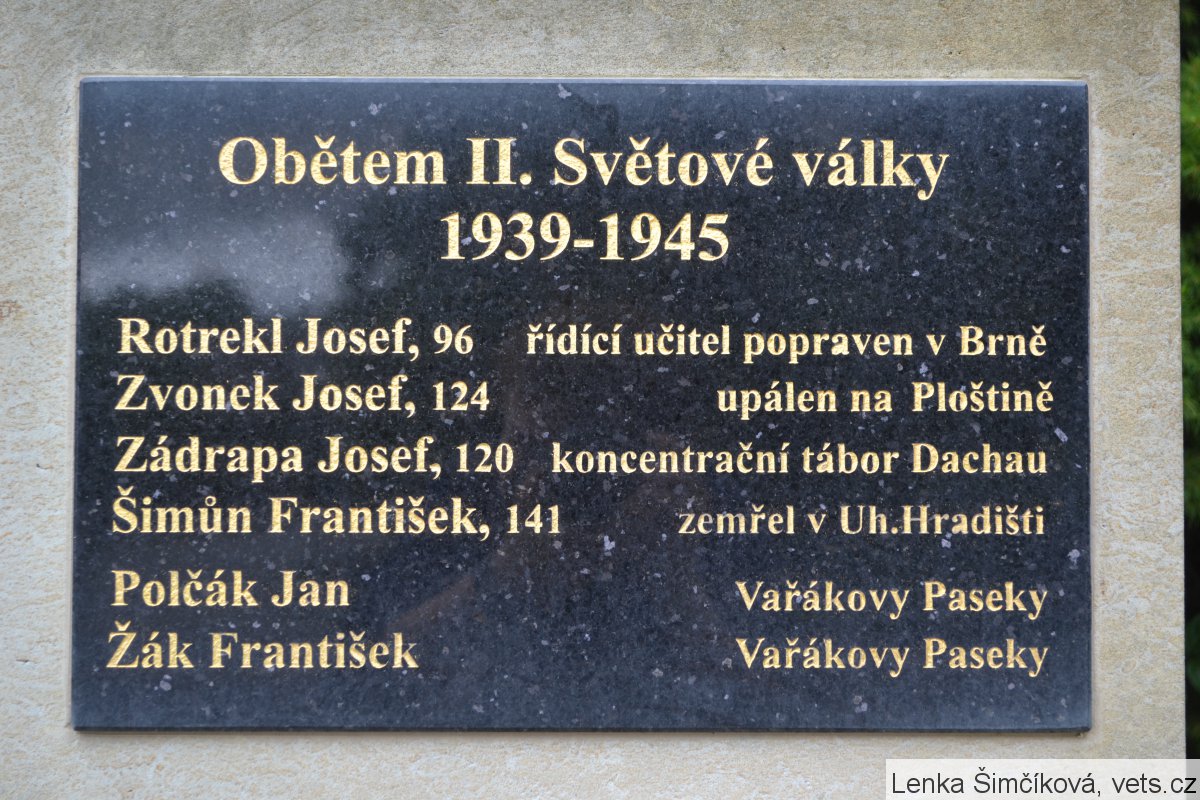 Obětem II. Světové války
1939-1945
Rotrekl Josef, 96 řídící učitel popraven v Brně
Zvonek Josef, 124 upálen na Ploštině
Zádrapa Josef, 120 koncentrační tábor Dachau
Šimůn František, 141 zemřel v Uh.Hradišti
Polčák Jan Vařákovy Paseky
Žák František Vařákovy Paseky
Lenka Šimčíková, vets.cz